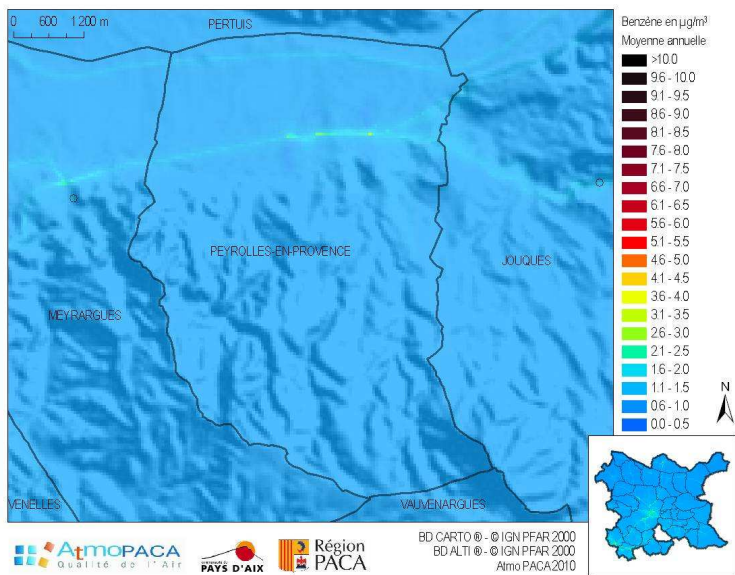 0 600 1 200 m
PERTUIS
PEYROLLES-EN-PROVENCE
JOUQUES
MEYRARGUES
VENELLES
VAUVENARGUES
Benzène en µg/m³
Moyenne annuelle
>10.0
9.6 - 10.0
9.1 - 9.5
8.6 - 9.0
8.1 - 8.5
7.6 - 8.0
7.1 - 7.5
6.6 - 7.0
6.1 - 6.5
5.6 - 6.0
5.1 - 5.5
4.6 - 5.0
4.1 - 4.5
3.6 - 4.0
3.1 - 3.5
2.6 - 3.0
2.1 - 2.5
1.6 - 2.0
1.1 - 1.5
0.6 - 1.0
0.0 - 0.5
N
AtmoPACA
Qualité de l'Air
PAYS D'AIX
Région
PACA
BD CARTO ® - © IGN PFAR 2000
BD ALTI ® - © IGN PFAR 2000
Atmo PACA 2010